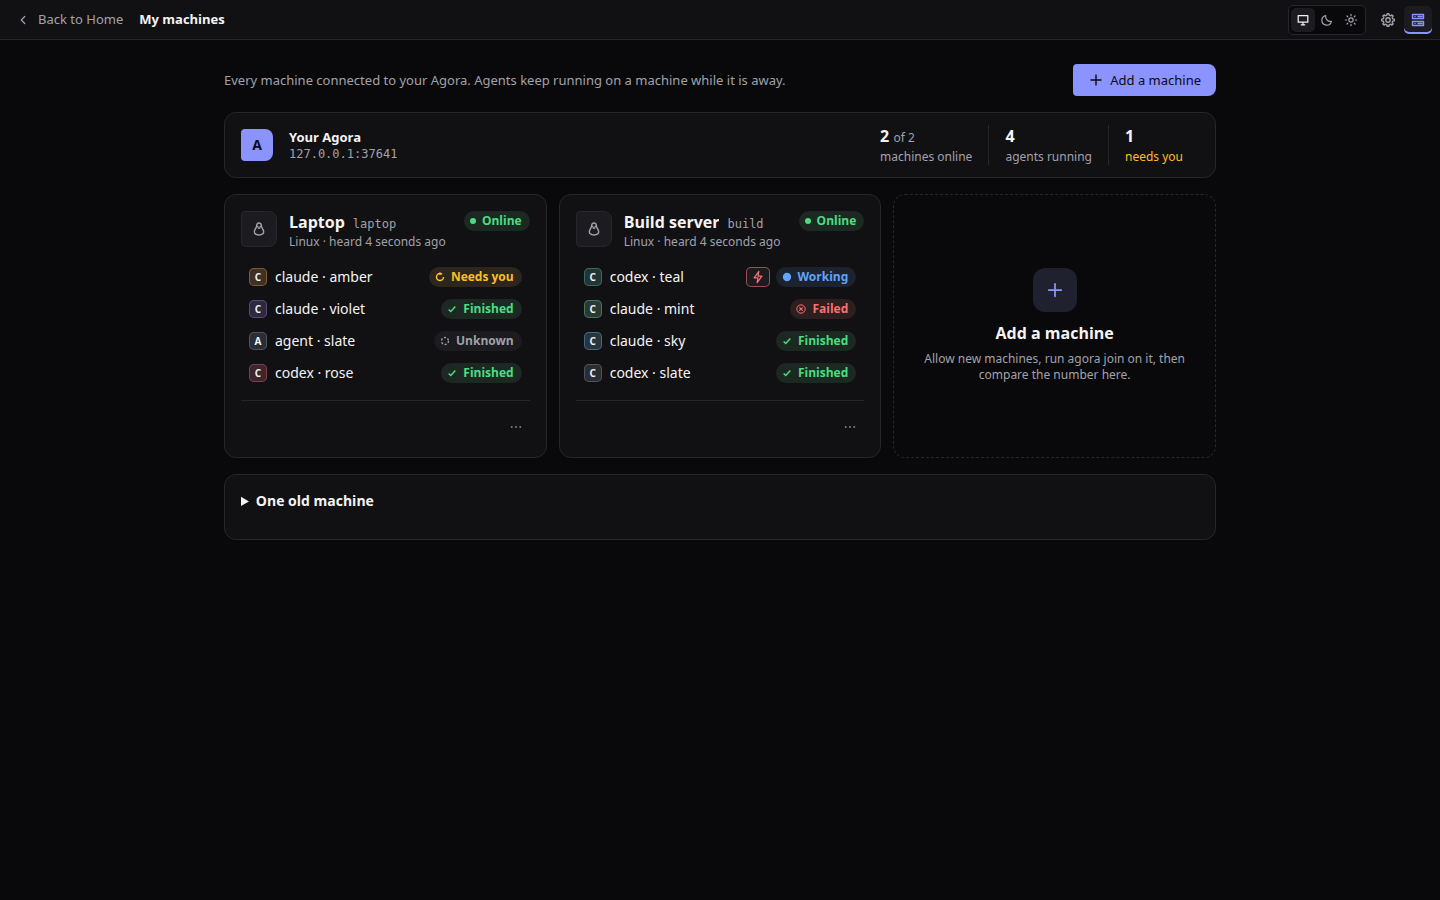 Back to Home My machines
Every machine connected to your Agora. Agents keep running on a machine while it is away.
Add a machine
A
Your Agora
127.0.0.1:37641
2 of 2
machines online
4
agents running
1
needs you
Laptop laptop
Online
Linux · heard 4 seconds ago
C claude · amber Needs you
C claude · violet Finished
A agent · slate Unknown
C codex · rose Finished
...
Build server build
Online
Linux · heard 4 seconds ago
C codex · teal Working
C claude · mint Failed
C claude · sky Finished
C codex · slate Finished
...
Add a machine
Allow new machines, run agora join on it, then
compare the number here.
One old machine